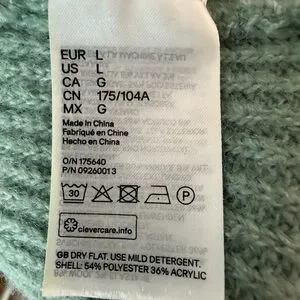 EUR L
US L
CA G
CN 175/104A
MX G
Made in China
Fabriqué en Chine
Hecho en China
O/N 175640
P/N 09260013
30
P
clevercare.info
GB DRY FLAT. USE MILD DETERGENT.
SHELL: 54% POLYESTER 36% ACRYLIC